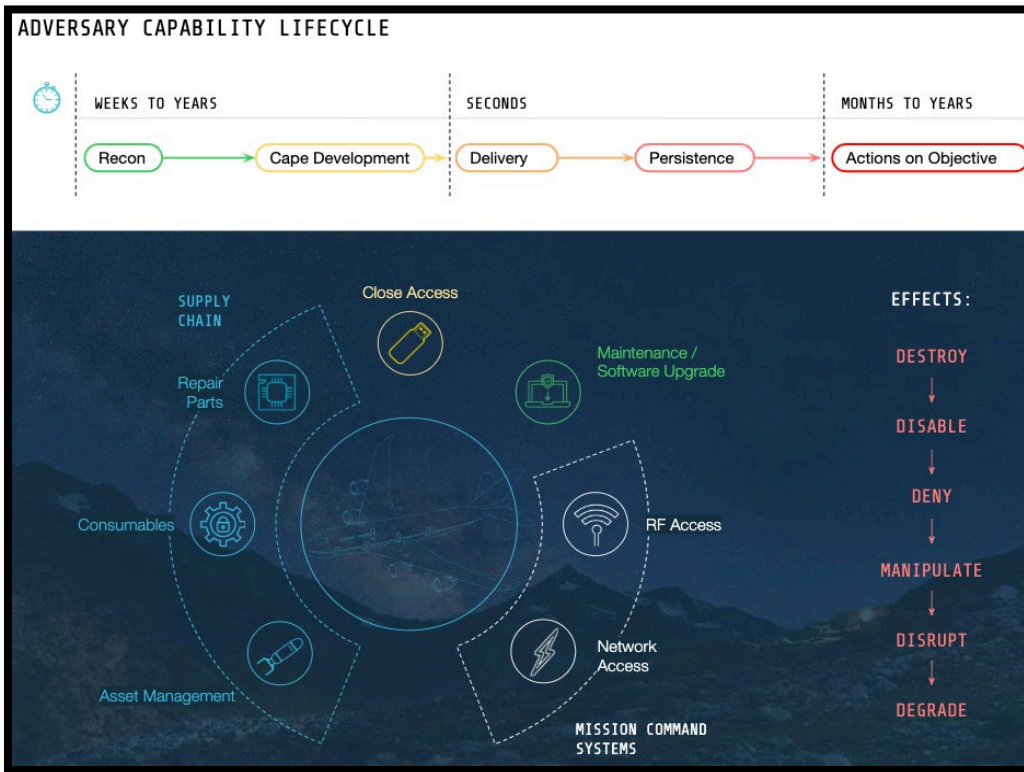 ADVERSARY CAPABILITY LIFECYCLE
WEEKS TO YEARS
SECONDS
MONTHS TO YEARS
Recon
Cape Development
Delivery
Persistence
Actions on Objective
SUPPLY
CHAIN
Close Access
EFFECTS:
Repair
Parts
Maintenance /
Software Upgrade
DESTROY
DISABLE
DENY
Consumables
RF Access
MANIPULATE
DISRUPT
Network
Access
Asset Management
DEGRADE
MISSION COMMAND
SYSTEMS